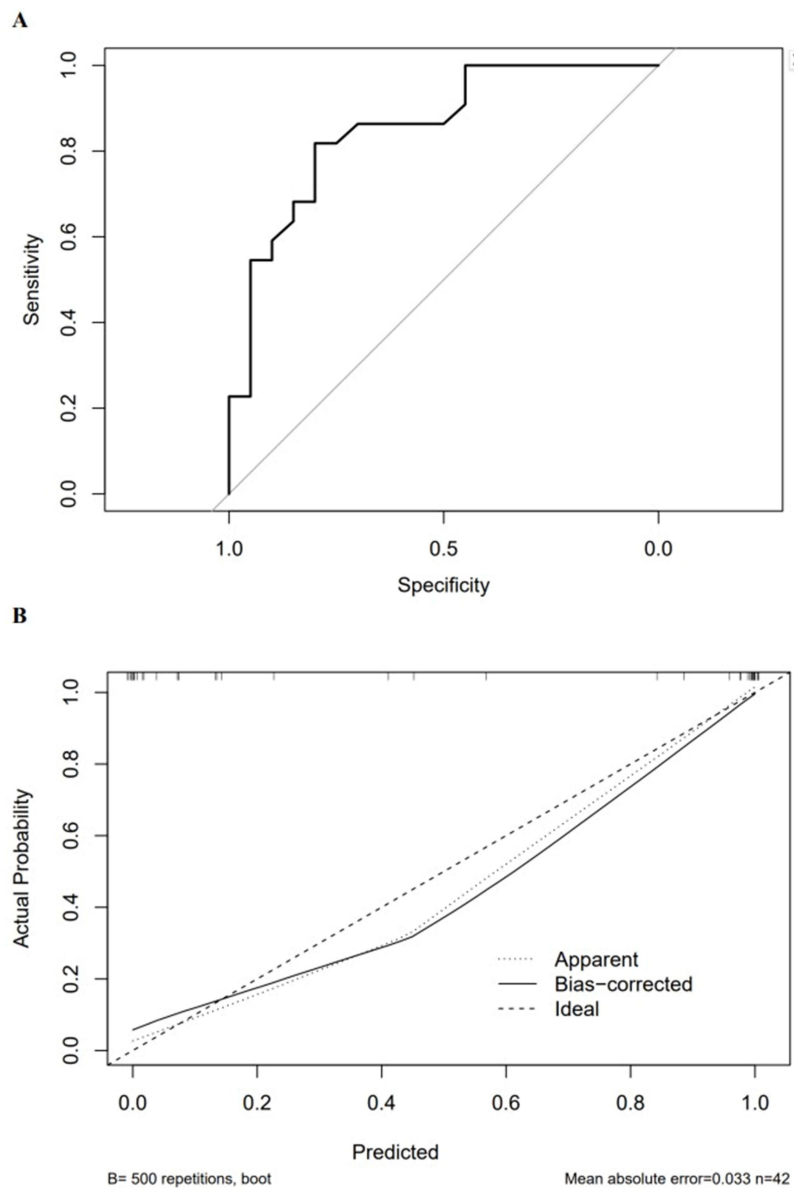 A
1.0
0.8
0.6
0.4
0.2
0.0
Sensitivity
1.0 0.5 0.0
Specificity
B
1.0
0.8
0.6
0.4
0.2
0.0
Actual Probability
Apparent
Bias−corrected
Ideal
0.0 0.2 0.4 0.6 0.8 1.0
Predicted
B= 500 repetitions, boot
Mean absolute error=0.033 n=42